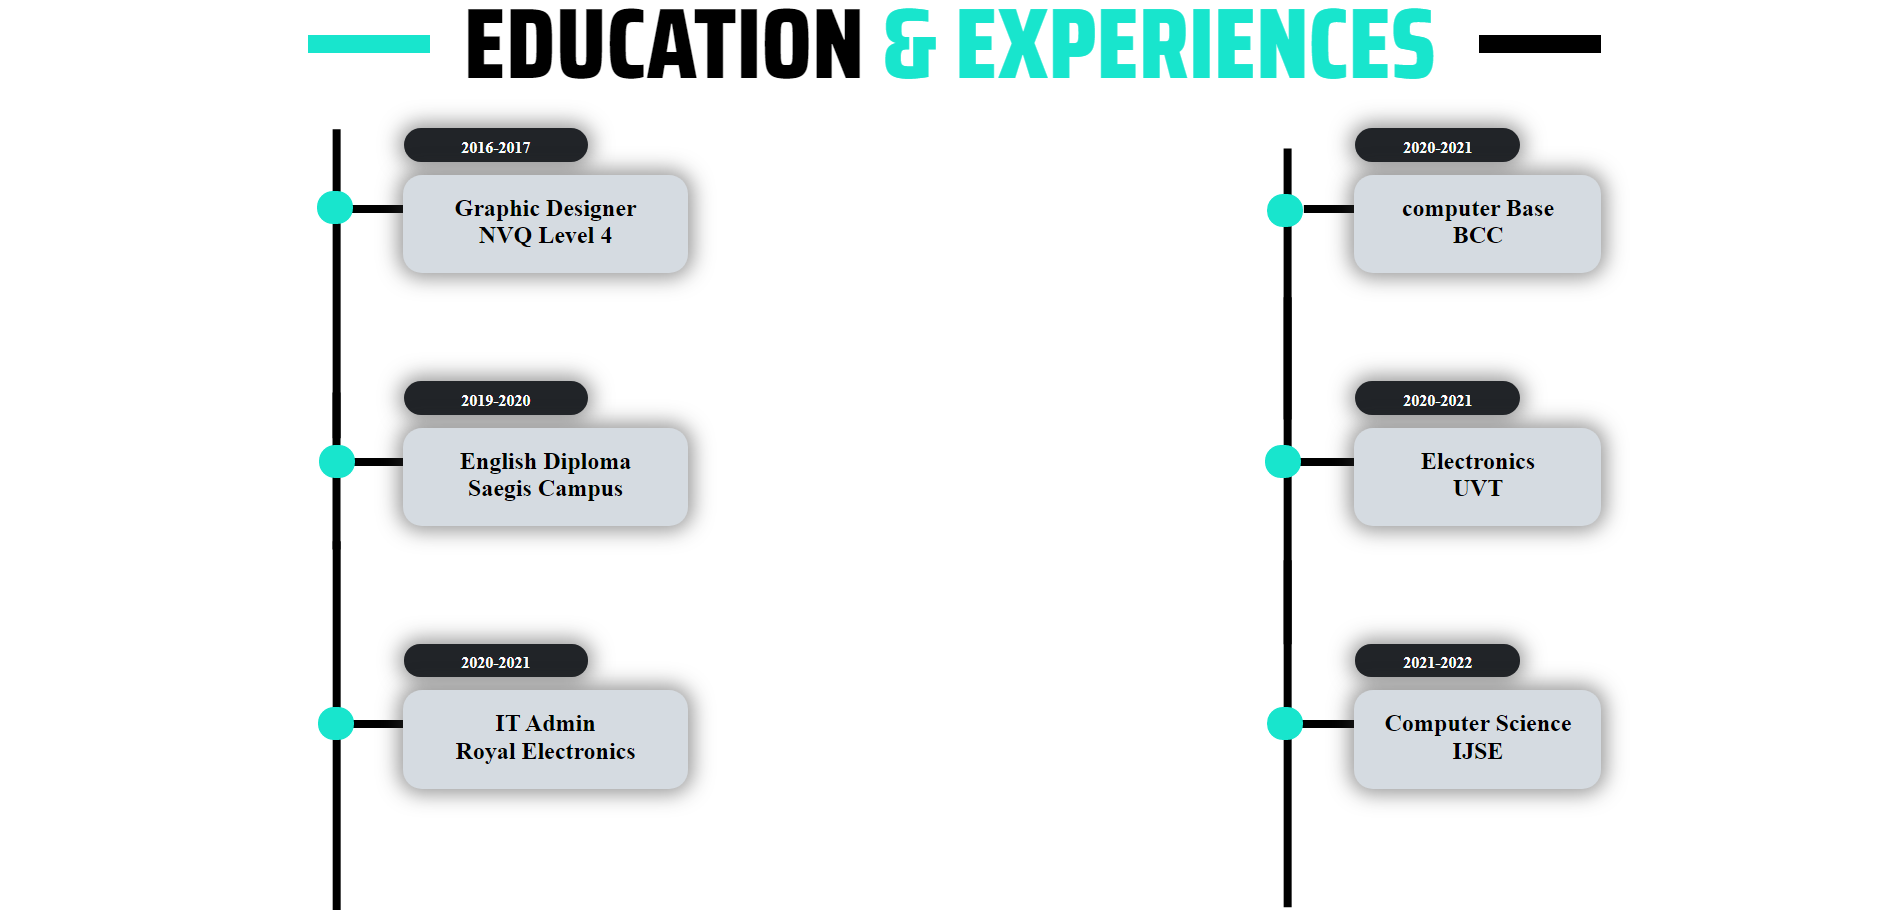 EDUCATION & EXPERIENCES
2016-2017
Graphic Designer
NVQ Level 4
2019-2020
English Diploma
Saegis Campus
2020-2021
IT Admin
Royal Electronics
2020-2021
computer Base
BCC
2020-2021
Electronics
UVT
2021-2022
Computer Science
IJSE